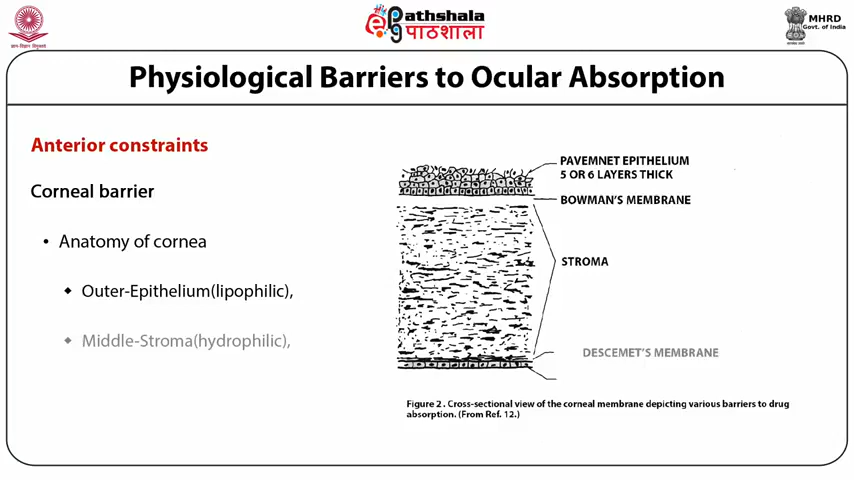 Pathshala
पाठशाला
MHRD
Govt. of India
Physiological Barriers to Ocular Absorption
Anterior constraints
Corneal barrier
• Anatomy of cornea
Outer-Epithelium(lipophilic),
Middle-Stroma(hydrophilic),
PAVEMNET EPITHELIUM
5 OR 6 LAYERS THICK
BOWMAN'S MEMBRANE
STROMA
DESCEMET'S MEMBRANE
Figure 2 . Cross-sectional view of the corneal membrane depicting various barriers to drug
absorption. (From Ref. 12.)